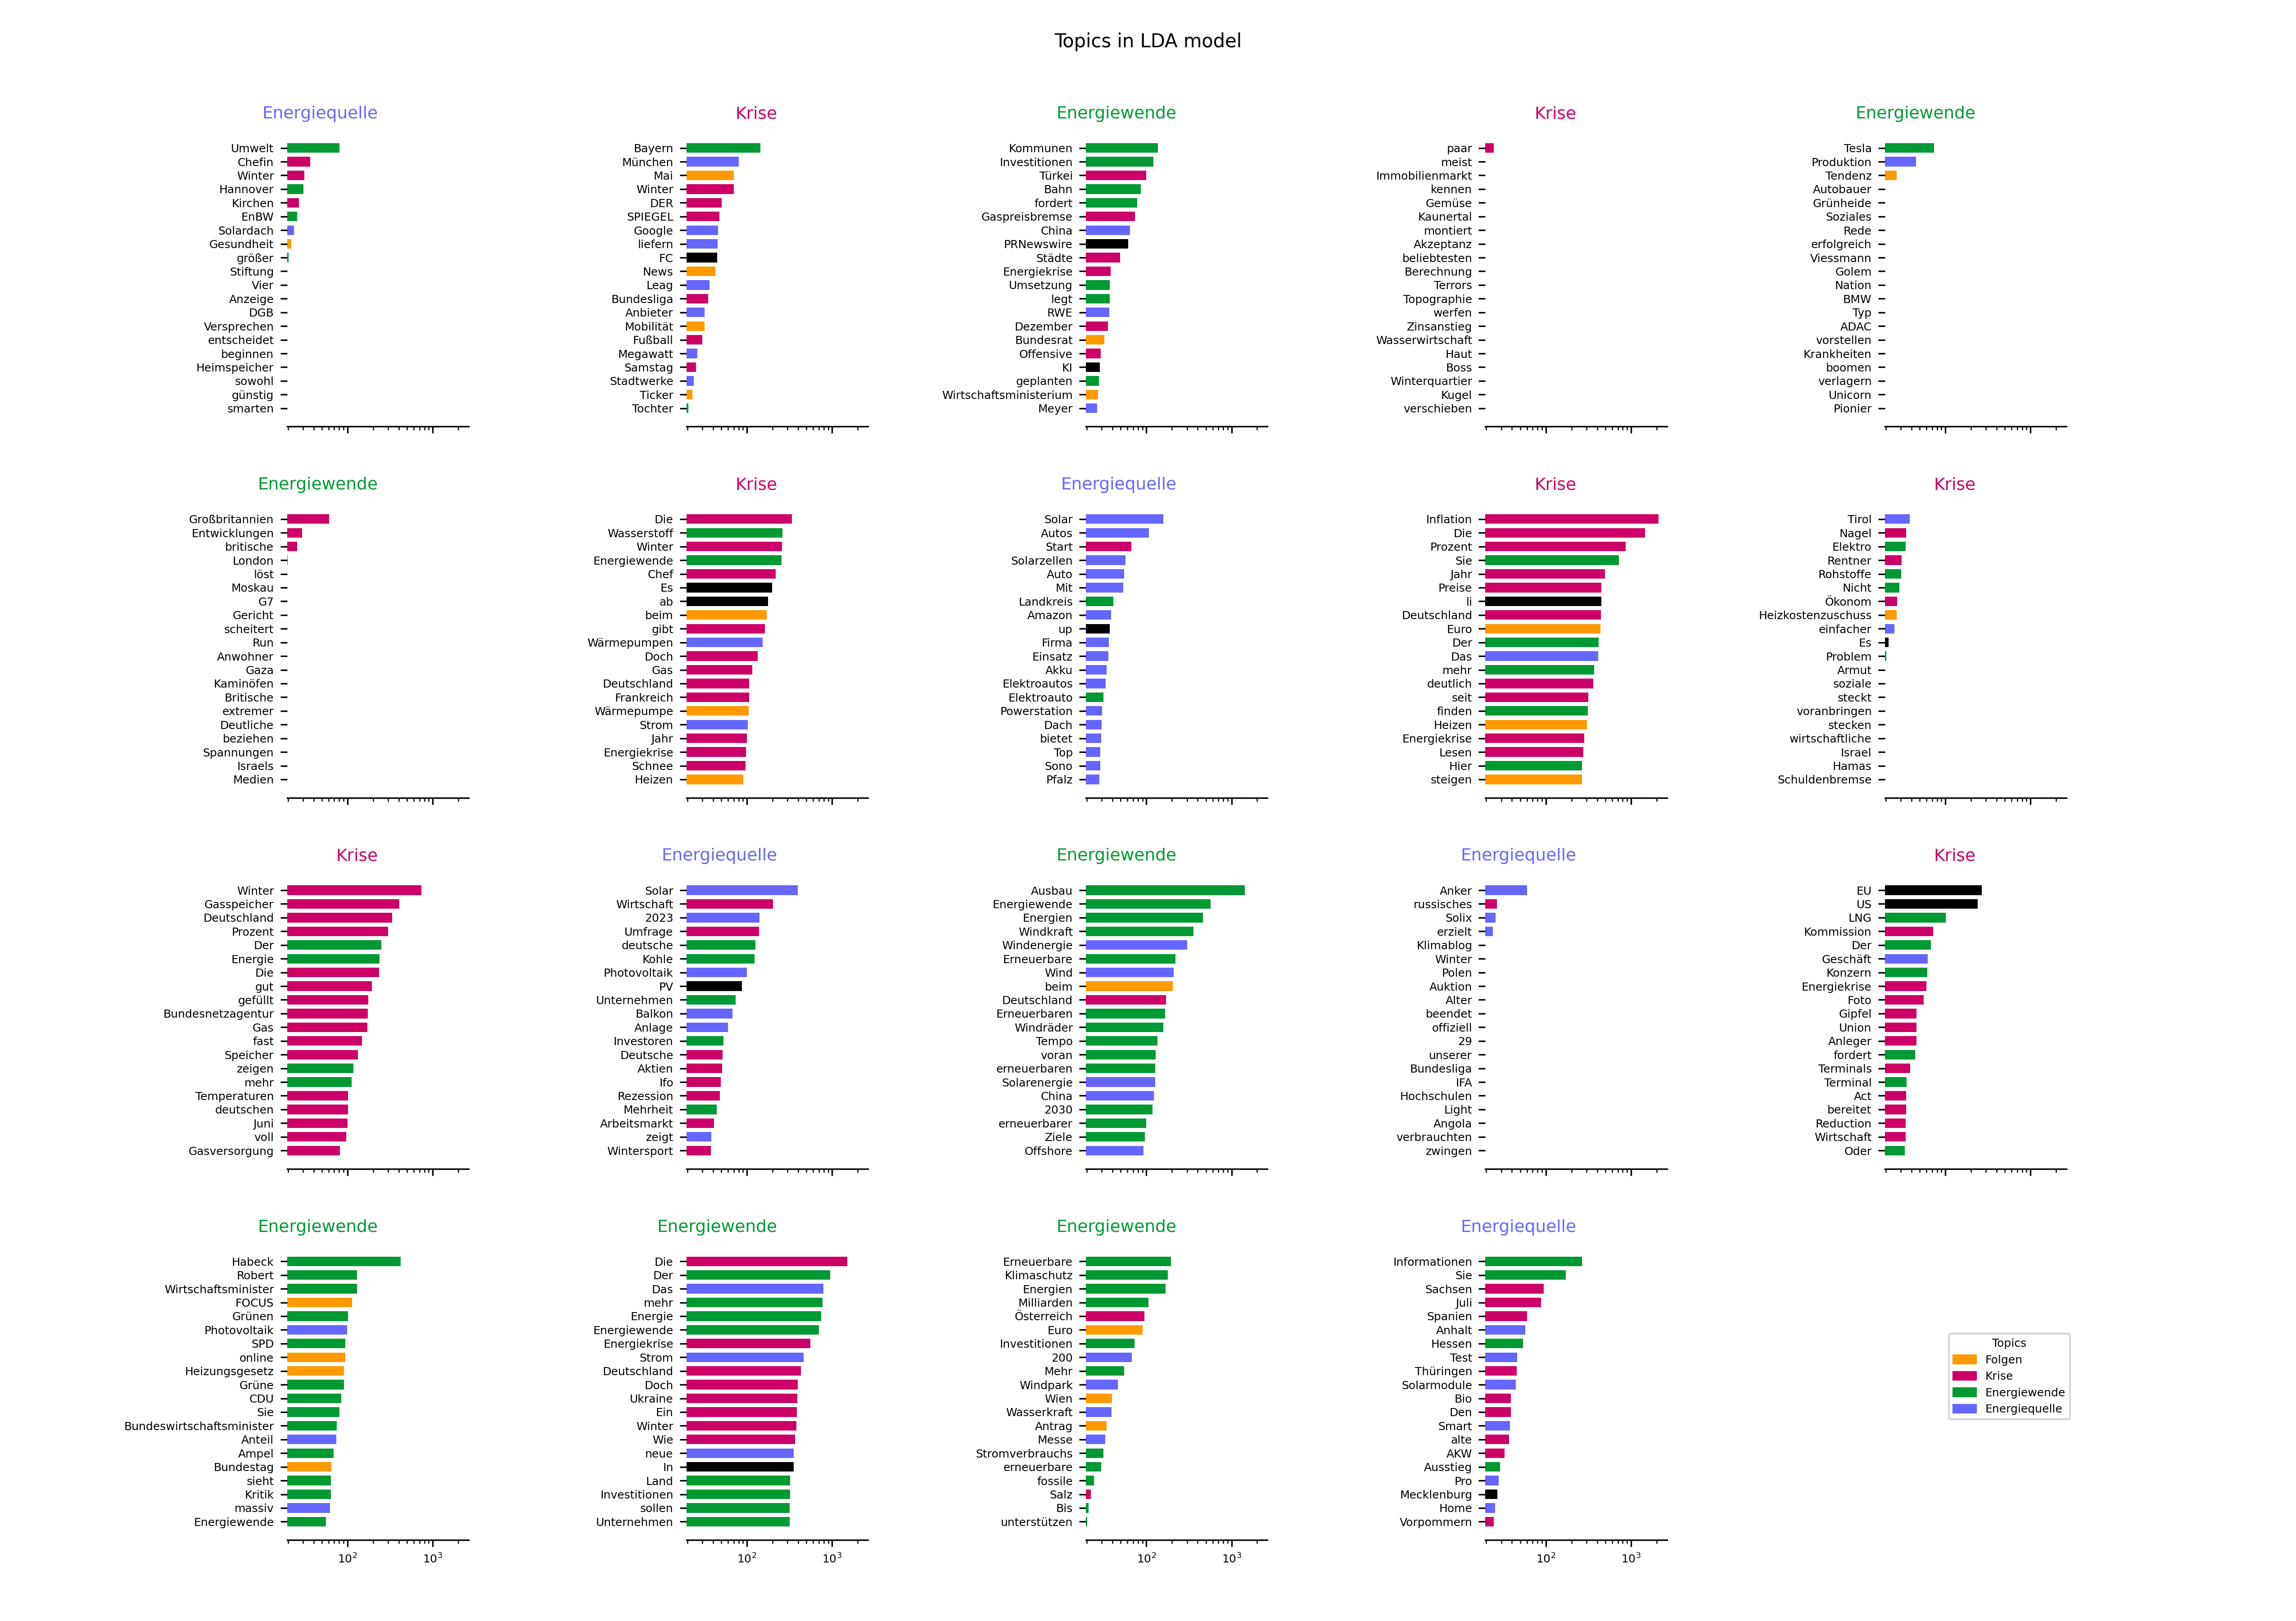 Topics in LDA model
Energiequelle
Umwelt
Chefin
Winter
Hannover
Kirchen
EnBW
Solardach
Gesundheit
größer
Stiftung
Vier
Anzeige
DGB
Versprechen
entscheidet
beginnen
Heimspeicher
sowohl
günstig
smarten
Krise
Bayern
München
Mai
Winter
DER
SPIEGEL
Google
liefern
FC
News
Leag
Bundesliga
Anbieter
Mobilität
Fußball
Megawatt
Samstag
Stadtwerke
Ticker
Tochter
Energiewende
Kommunen
Investitionen
Türkei
Bahn
fordert
Gaspreisbremse
China
PRNewswire
Städte
Energiekrise
Umsetzung
legt
RWE
Dezember
Bundesrat
Offensive
KI
geplanten
Wirtschaftsministerium
Meyer
Krise
paar
meist
Immobilienmarkt
kennen
Gemüse
Kaunertal
montiert
Akzeptanz
beliebtesten
Berechnung
Terrors
Topographie
werfen
Zinsanstieg
Wasserwirtschaft
Haut
Boss
Winterquartier
Kugel
verschieben
Energiewende
Tesla
Produktion
Tendenz
Autobauer
Grünheide
Soziales
Rede
erfolgreich
Viessmann
Golem
Nation
BMW
Typ
ADAC
vorstellen
Krankheiten
boomen
verlagern
Unicorn
Pionier
Energiewende
Großbritannien
Entwicklungen
britische
London
löst
Moskau
G7
Gericht
scheitert
Run
Anwohner
Gaza
Kaminöfen
Britische
extremer
Deutliche
beziehen
Spannungen
Israels
Medien
Krise
Die
Wasserstoff
Winter
Energiewende
Chef
Es
ab
beim
gibt
Wärmepumpen
Doch
Gas
Deutschland
Frankreich
Wärmepumpe
Strom
Jahr
Energiekrise
Schnee
Heizen
Energiequelle
Solar
Autos
Start
Solarzellen
Auto
Mit
Landkreis
Amazon
up
Firma
Einsatz
Akku
Elektroautos
Elektroauto
Powerstation
Dach
bietet
Top
Sono
Pfalz
Krise
Inflation
Die
Prozent
Sie
Jahr
Preise
li
Deutschland
Euro
Der
Das
mehr
deutlich
seit
finden
Heizen
Energiekrise
Lesen
Hier
steigen
Krise
Tirol
Nagel
Elektro
Rentner
Rohstoffe
Nicht
Ökonom
Heizkostenzuschuss
einfacher
Es
Problem
Armut
soziale
steckt
voranbringen
stecken
wirtschaftliche
Israel
Hamas
Schuldenbremse
Krise
Winter
Gasspeicher
Deutschland
Prozent
Der
Energie
Die
gut
gefüllt
Bundesnetzagentur
Gas
fast
Speicher
zeigen
mehr
Temperaturen
deutschen
Juni
voll
Gasversorgung
Energiequelle
Solar
Wirtschaft
2023
Umfrage
deutsche
Kohle
Photovoltaik
PV
Unternehmen
Balkon
Anlage
Investoren
Deutsche
Aktien
Ifo
Rezession
Mehrheit
Arbeitsmarkt
zeigt
Wintersport
Energiewende
Ausbau
Energiewende
Energien
Windkraft
Windenergie
Erneuerbare
Wind
beim
Deutschland
Erneuerbaren
Windräder
Tempo
voran
erneuerbaren
Solarenergie
China
2030
erneuerbarer
Ziele
Offshore
Energiequelle
Anker
russisches
Solix
erzielt
Klimablog
Winter
Polen
Auktion
Alter
beendet
offiziell
29
unserer
Bundesliga
IFA
Hochschulen
Light
Angola
verbrauchten
zwingen
Krise
EU
US
LNG
Kommission
Der
Geschäft
Konzern
Energiekrise
Foto
Gipfel
Union
Anleger
fordert
Terminals
Terminal
Act
bereitet
Reduction
Wirtschaft
Oder
Energiewende
Habeck
Robert
Wirtschaftsminister
FOCUS
Grünen
Photovoltaik
SPD
online
Heizungsgesetz
Grüne
CDU
Sie
Bundeswirtschaftsminister
Anteil
Ampel
Bundestag
sieht
Kritik
massiv
Energiewende
10² 10³
Energiewende
Die
Der
Das
mehr
Energie
Energiewende
Energiekrise
Strom
Deutschland
Doch
Ukraine
Ein
Winter
Wie
neue
In
Land
Investitionen
sollen
Unternehmen
10² 10³
Energiewende
Erneuerbare
Klimaschutz
Energien
Milliarden
Österreich
Euro
Investitionen
200
Mehr
Windpark
Wien
Wasserkraft
Antrag
Messe
Stromverbrauchs
erneuerbare
fossile
Salz
Bis
unterstützen
10² 10³
Energiequelle
Informationen
Sie
Sachsen
Juli
Spanien
Anhalt
Hessen
Test
Thüringen
Solarmodule
Bio
Den
Smart
alte
AKW
Ausstieg
Pro
Mecklenburg
Home
Vorpommern
10² 10³
Topics
Folgen
Krise
Energiewende
Energiequelle